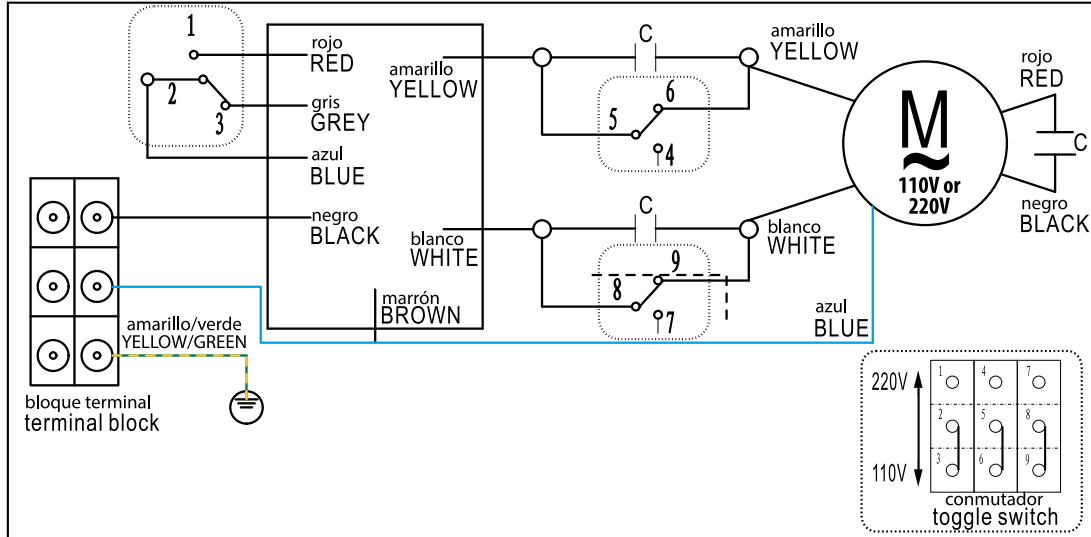 1
2
3
rojo
RED
gris
GREY
azul
BLUE
negro
BLACK
amarillo
YELLOW
blanco
WHITE
marrón
BROWN
C
6
5
4
amarillo
YELLOW
C
9
8
7
blanco
WHITE
M
110V or
220V
rojo
RED
C
negro
BLACK
azul
BLUE
amarillo/verde
YELLOW/GREEN
bloque terminal
terminal block
220V
110V
1 4 7
2 5 8
3 6 9
conmutador
toggle switch